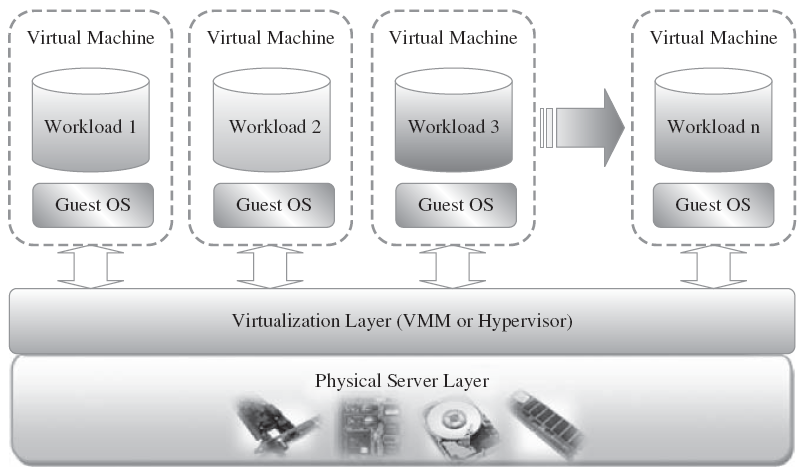 Virtual Machine
Virtual Machine
Virtual Machine
Virtual Machine
Workload 1
Workload 2
Workload 3
Workload n
Guest OS
Guest OS
Guest OS
Guest OS
Virtualization Layer (VMM or Hypervisor)
Physical Server Layer